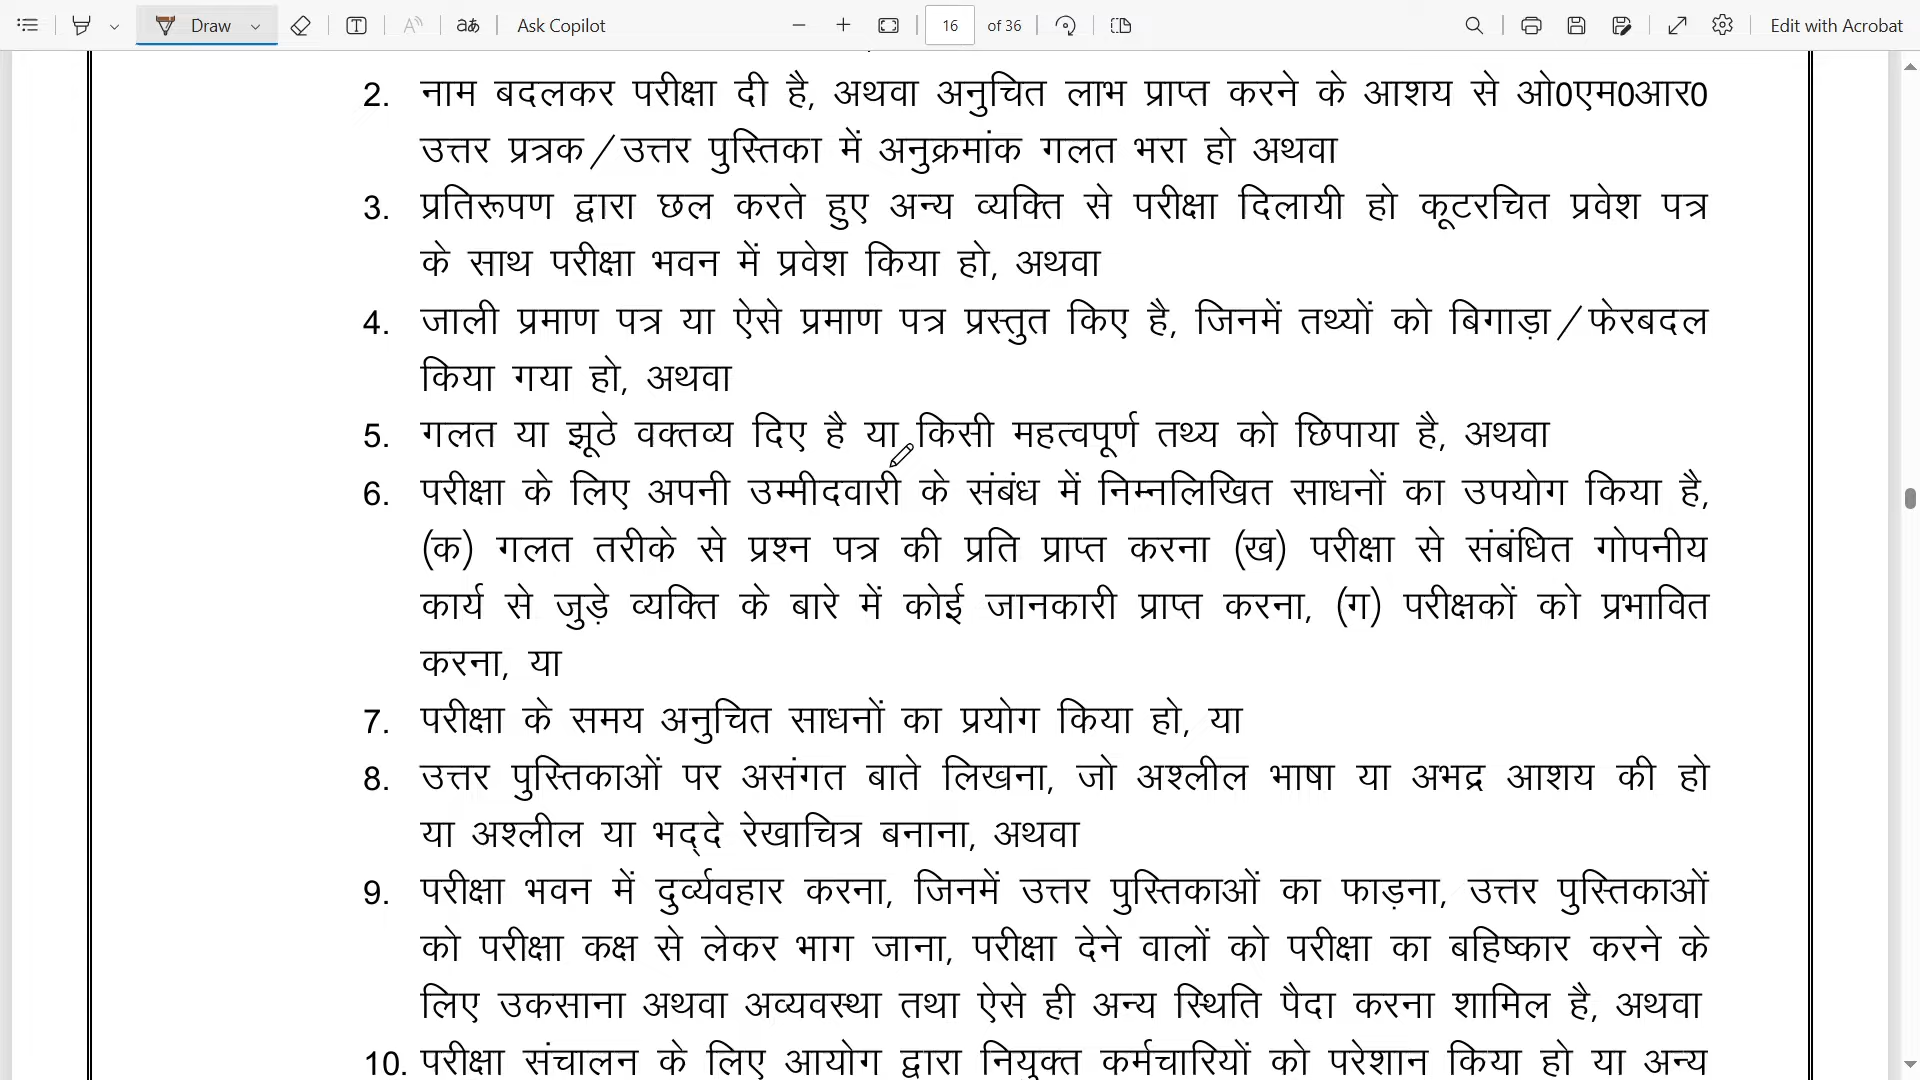 Draw
Ask Copilot
16 of 36
Edit with Acrobat
2. नाम बदलकर परीक्षा दी है, अथवा अनुचित लाभ प्राप्त करने के आशय से ओ0एम0आर0
उत्तर प्रत्रक/उत्तर पुस्तिका में अनुक्रमांक गलत भरा हो अथवा
3. प्रतिरूपण द्वारा छल करते हुए अन्य व्यक्ति से परीक्षा दिलायी हो कूटरचित प्रवेश पत्र
के साथ परीक्षा भवन में प्रवेश किया हो, अथवा
4. जाली प्रमाण पत्र या ऐसे प्रमाण पत्र प्रस्तुत किए है, जिनमें तथ्यों को बिगाड़ा/फेरबदल
किया गया हो, अथवा
5. गलत या झूठे वक्तव्य दिए है या किसी महत्वपूर्ण तथ्य को छिपाया है, अथवा
6. परीक्षा के लिए अपनी उम्मीदवारी के संबंध में निम्नलिखित साधनों का उपयोग किया है,
(क) गलत तरीके से प्रश्न पत्र की प्रति प्राप्त करना (ख) परीक्षा से संबंधित गोपनीय
कार्य से जुड़े व्यक्ति के बारे में कोई जानकारी प्राप्त करना, (ग) परीक्षकों को प्रभावित
करना, या
7. परीक्षा के समय अनुचित साधनों का प्रयोग किया हो, या
8. उत्तर पुस्तिकाओं पर असंगत बाते लिखना, जो अश्लील भाषा या अभद्र आशय की हो
या अश्लील या भद्‌दे रेखाचित्र बनाना, अथवा
9. परीक्षा भवन में दुर्व्यवहार करना, जिनमें उत्तर पुस्तिकाओं का फाड़ना, उत्तर पुस्तिकाओं
को परीक्षा कक्ष से लेकर भाग जाना, परीक्षा देने वालों को परीक्षा का बहिष्कार करने के
लिए उकसाना अथवा अव्यवस्था तथा ऐसे ही अन्य स्थिति पैदा करना शामिल है, अथवा
10. परीक्षा संचालन के लिए आयोग द्वारा नियुक्त कर्मचारियों को परेशान किया हो या अन्य